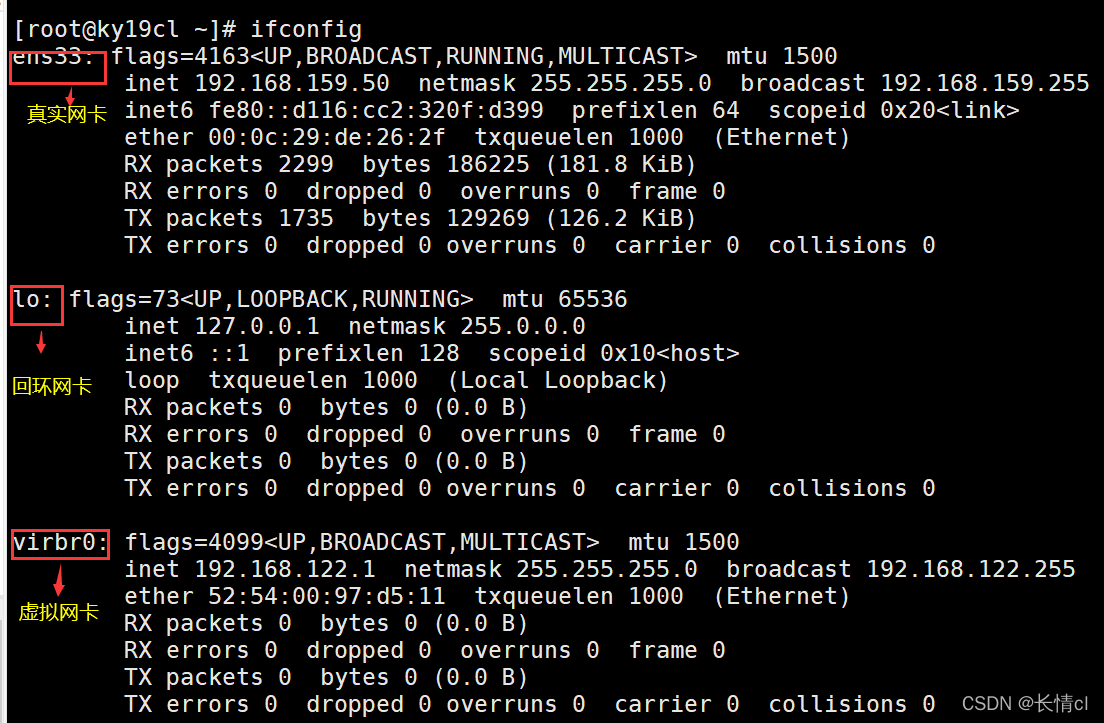 [root@ky19cl ~]# ifconfig
ens33: flags=4163<UP,BROADCAST,RUNNING,MULTICAST>  mtu 1500
inet 192.168.159.50  netmask 255.255.255.0  broadcast 192.168.159.255
真实网卡
inet6 fe80::d116:cc2:320f:d399  prefixlen 64  scopeid 0x20<link>
ether 00:0c:29:de:26:2f  txqueuelen 1000  (Ethernet)
RX packets 2299  bytes 186225 (181.8 KiB)
RX errors 0  dropped 0  overruns 0  frame 0
TX packets 1735  bytes 129269 (126.2 KiB)
TX errors 0  dropped 0 overruns 0  carrier 0  collisions 0
lo: flags=73<UP,LOOPBACK,RUNNING>  mtu 65536
inet 127.0.0.1  netmask 255.0.0.0
inet6 ::1  prefixlen 128  scopeid 0x10<host>
回环网卡
loop  txqueuelen 1000  (Local Loopback)
RX packets 0  bytes 0 (0.0 B)
RX errors 0  dropped 0  overruns 0  frame 0
TX packets 0  bytes 0 (0.0 B)
TX errors 0  dropped 0 overruns 0  carrier 0  collisions 0
virbr0: flags=4099<UP,BROADCAST,MULTICAST>  mtu 1500
inet 192.168.122.1  netmask 255.255.255.0  broadcast 192.168.122.255
ether 52:54:00:97:d5:11  txqueuelen 1000  (Ethernet)
虚拟网卡
RX packets 0  bytes 0 (0.0 B)
RX errors 0  dropped 0  overruns 0  frame 0
TX packets 0  bytes 0 (0.0 B)
TX errors 0  dropped 0 overruns 0  carrier 0  collisions 0
CSDN @长情cl